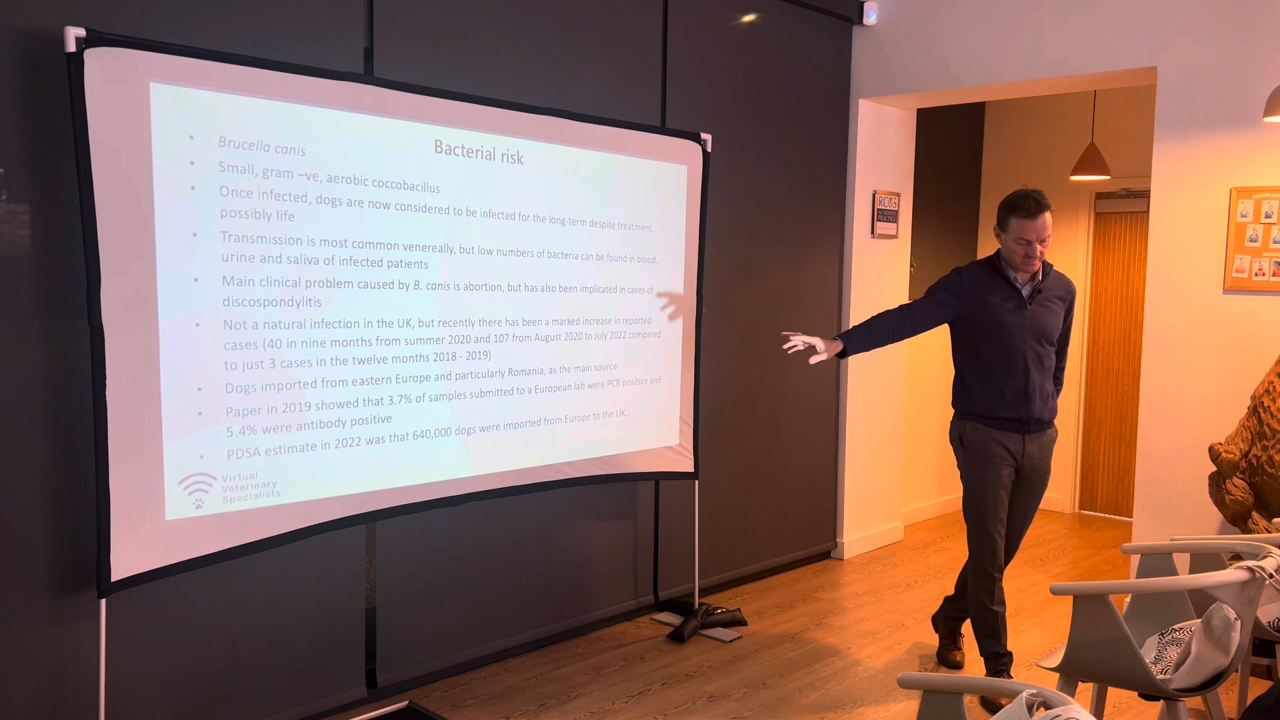 Bacterial risk
• Brucella canis
• Small, gram –ve, aerobic coccobacillus
• Once infected, dogs are now considered to be infected for the long-term despite treatment,
possibly life
• Transmission is most common venereally, but low numbers of bacteria can be found in blood,
urine and saliva of infected patients
• Main clinical problem caused by B. canis is abortion, but has also been implicated in cases of
discospondylitis
• Not a natural infection in the UK, but recently there has been a marked increase in reported
cases (40 in nine months from summer 2020 and 107 from August 2020 to July 2022 compared
to just 3 cases in the twelve months 2018 - 2019)
• Dogs imported from eastern Europe and particularly Romania, as the main source
• Paper in 2019 showed that 3.7% of samples submitted to a European lab were PCR positive and
5.4% were antibody positive
• PDSA estimate in 2022 was that 640,000 dogs were imported from Europe to the UK...
Virtual
Veterinary
Specialists
RCVS
ACCREDITED
PRACTICE